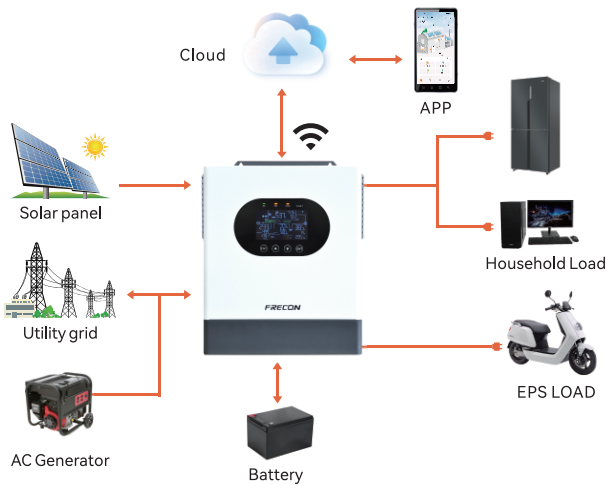 Cloud
APP
Solar panel
Household Load
FRECON
Utility grid
EPS LOAD
AC Generator
Battery